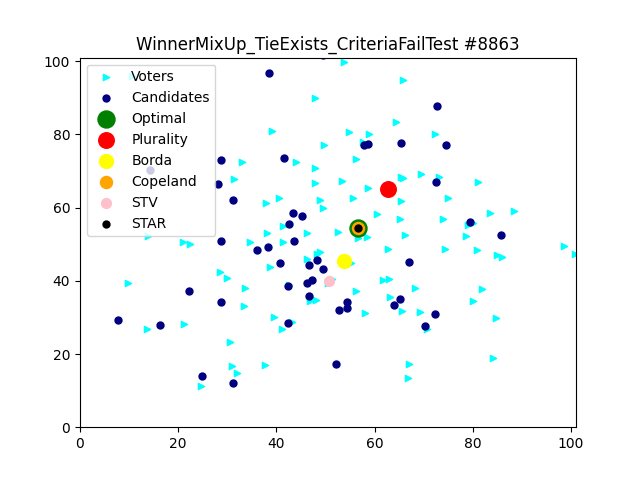 WinnerMixUp_TieExists_CriteriaFailTest #8863
100
80
60
40
20
0
Voters
Candidates
Optimal
Plurality
Borda
Copeland
STV
STAR
0 20 40 60 80 100